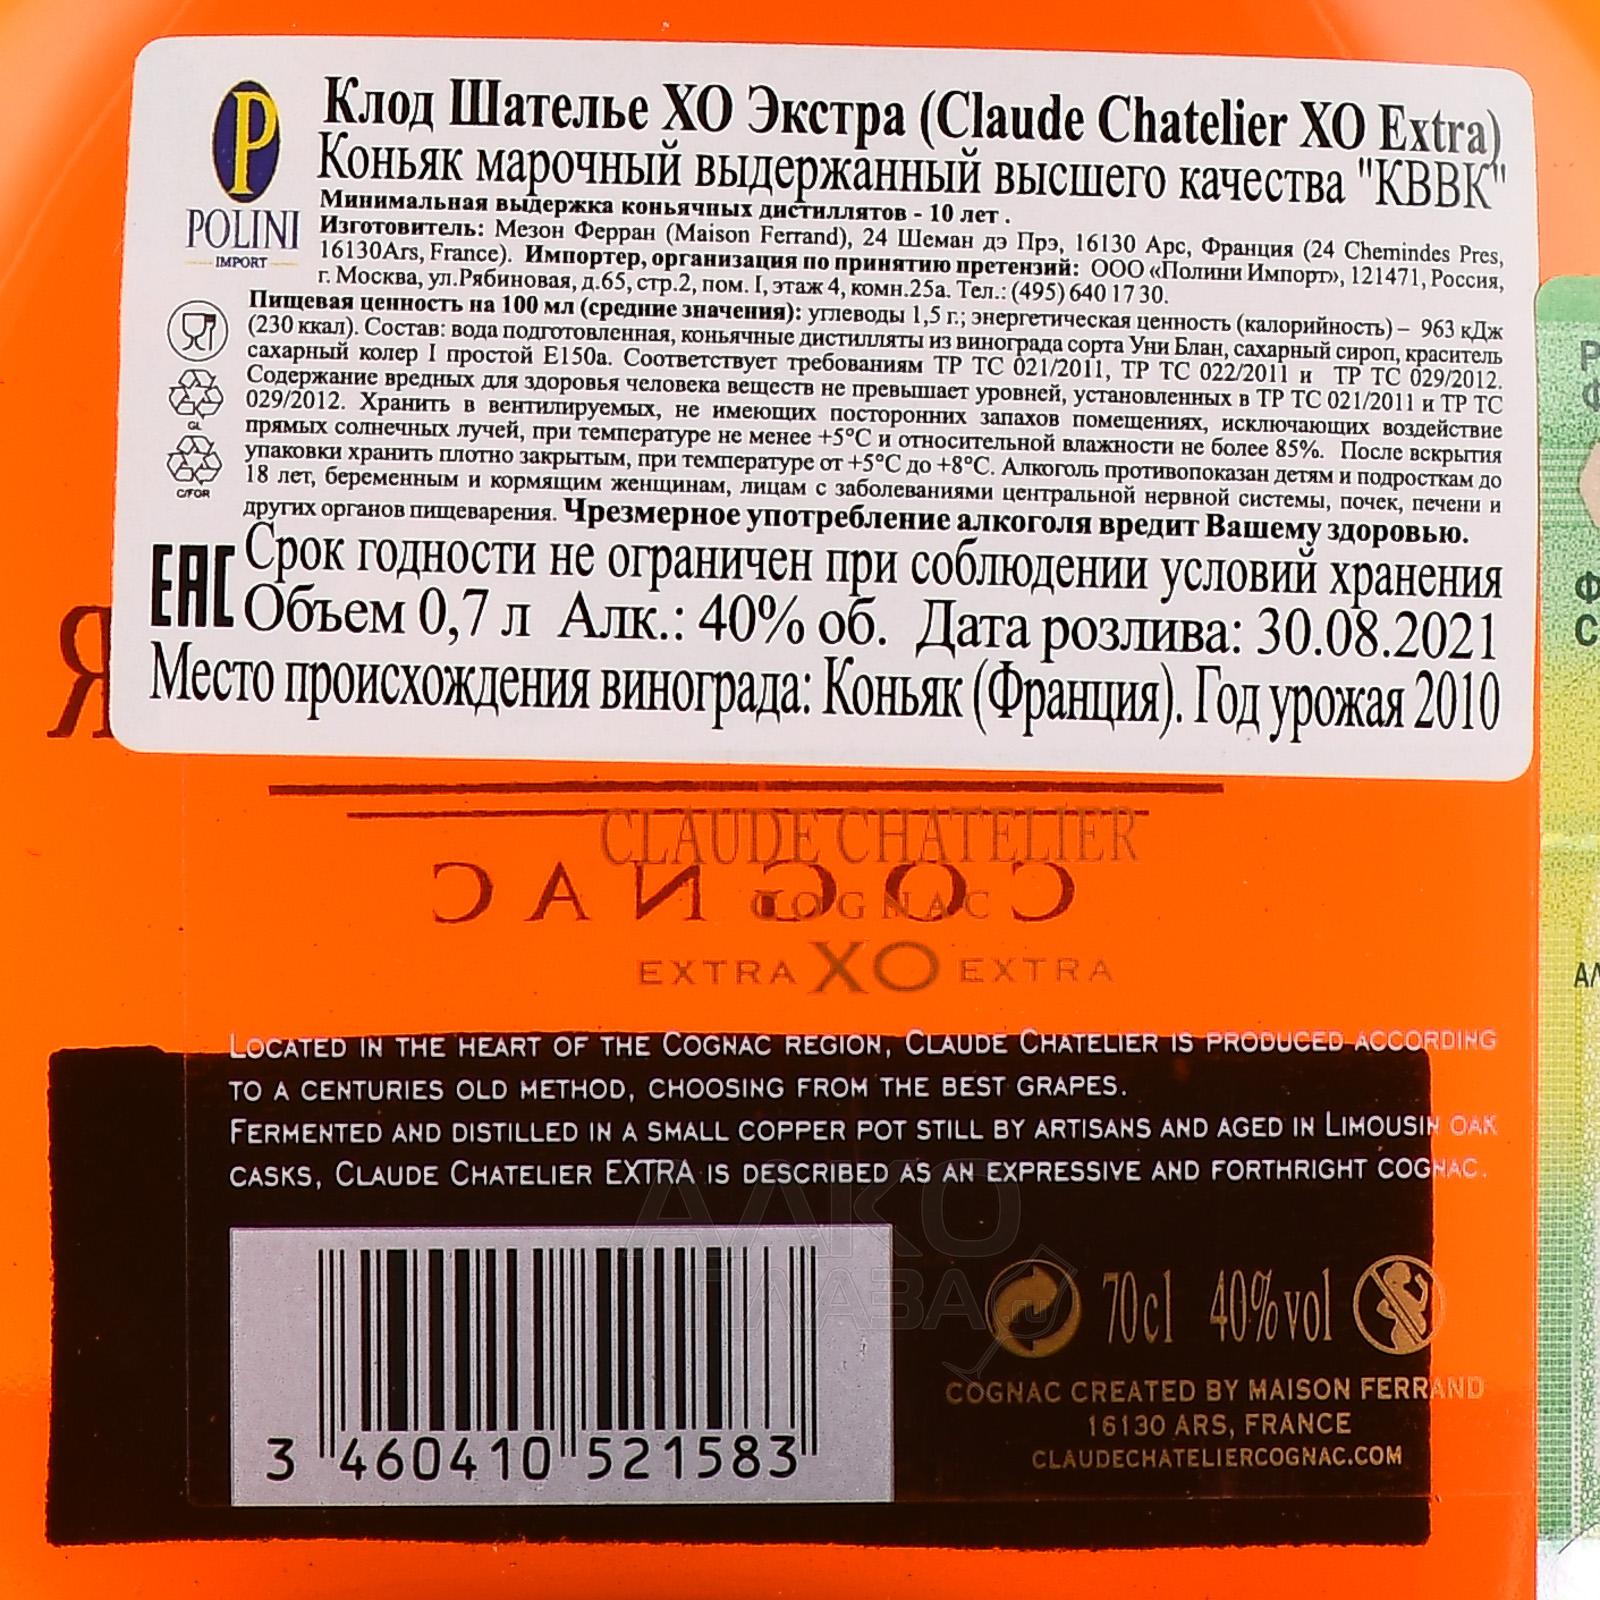 P
POLINI
IMPORT
Клод Шателье ХО Экстра (Claude Chatelier XO Extra)
Коньяк марочный выдержанный высшего качества "КВВК"
Минимальная выдержка коньячных дистиллятов - 10 лет .
Изготовитель: Мезон Ферран (Maison Ferrand), 24 Шеман дэ Прэ, 16130 Арс, Франция (24 Chemindes Pres,
16130Ars, France). Импортер, организация по принятию претензий: ООО «Полини Импорт», 121471, Россия,
г. Москва, ул.Рябиновая, д.65, стр.2, пом. I, этаж 4, комн.25а. Тел.: (495) 640 17 30.
Пищевая ценность на 100 мл (средние значения): углеводы 1,5 г.; энергетическая ценность (калорийность) – 963 кДж
(230 ккал). Состав: вода подготовленная, коньячные дистилляты из винограда сорта Уни Блан, сахарный сироп, краситель
сахарный колер I простой Е150а. Соответствует требованиям ТР ТС 021/2011, ТР ТС 022/2011 и ТР ТС 029/2012.
Содержание вредных для здоровья человека веществ не превышает уровней, установленных в ТР ТС 021/2011 и ТР ТС
029/2012. Хранить в вентилируемых, не имеющих посторонних запахов помещениях, исключающих воздействие
прямых солнечных лучей, при температуре не менее +5°С и относительной влажности не более 85%. После вскрытия
упаковки хранить плотно закрытым, при температуре от +5°С до +8°С. Алкоголь противопоказан детям и подросткам до
18 лет, беременным и кормящим женщинам, лицам с заболеваниями центральной нервной системы, почек, печени и
других органов пищеварения. Чрезмерное употребление алкоголя вредит Вашему здоровью.
GL
C/FOR
EAC
Срок годности не ограничен при соблюдении условий хранения
Объем 0,7 л Алк.: 40% об. Дата розлива: 30.08.2021
Место происхождения винограда: Коньяк (Франция). Год урожая 2010
CLAUDE CHATELIER
COGNAC
COGNAC
EXTRA XO EXTRA
LOCATED IN THE HEART OF THE COGNAC REGION, CLAUDE CHATELIER IS PRODUCED ACCORDING
TO A CENTURIES OLD METHOD, CHOOSING FROM THE BEST GRAPES.
FERMENTED AND DISTILLED IN A SMALL COPPER POT STILL BY ARTISANS AND AGED IN LIMOUSIN OAK
CASKS, CLAUDE CHATELIER EXTRA IS DESCRIBED AS AN EXPRESSIVE AND FORTHRIGHT COGNAC.
АЛКО
ПЛАЗА.ru
70cl 40%vol
COGNAC CREATED BY MAISON FERRAND
16130 ARS, FRANCE
CLAUDECHATELIERCOGNAC.COM
3 460410 521583